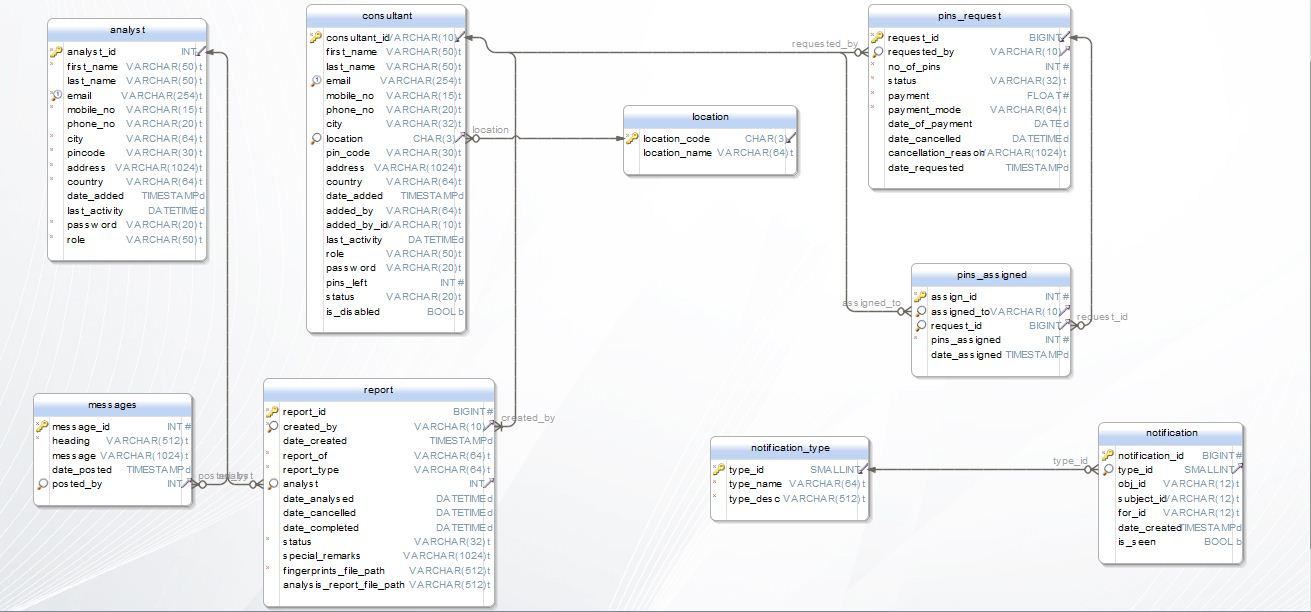 analyst
analyst_id INT
first_name VARCHAR(50) t
last_name VARCHAR(50) t
email VARCHAR(254) t
mobile_no VARCHAR(15) t
phone_no VARCHAR(20) t
city VARCHAR(64) t
pincode VARCHAR(30) t
address VARCHAR(1024) t
country VARCHAR(64) t
date_added TIMESTAMP d
last_activity DATETIME d
password VARCHAR(20) t
role VARCHAR(50) t
consultant
consultant_id VARCHAR(10)
first_name VARCHAR(50) t
last_name VARCHAR(50) t
email VARCHAR(254) t
mobile_no VARCHAR(15) t
phone_no VARCHAR(20) t
city VARCHAR(32) t
location CHAR(3)
pin_code VARCHAR(30) t
address VARCHAR(1024) t
country VARCHAR(64) t
date_added TIMESTAMP d
added_by VARCHAR(64) t
added_by_id VARCHAR(10) t
last_activity DATETIME d
role VARCHAR(50) t
password VARCHAR(20) t
pins_left INT #
status VARCHAR(20) t
is_disabled BOOL b
location
location
location_code CHAR(3)
location_name VARCHAR(64) t
requested_by
pins_request
request_id BIGINT
requested_by VARCHAR(10)
no_of_pins INT #
status VARCHAR(32) t
payment FLOAT #
payment_mode VARCHAR(64) t
date_of_payment DATE d
date_cancelled DATETIME d
cancellation_reason VARCHAR(1024) t
date_requested TIMESTAMP d
assigned_to
pins_assigned
assign_id INT #
assigned_to VARCHAR(10)
request_id BIGINT
pins_assigned INT #
date_assigned TIMESTAMP d
request_id
messages
message_id INT #
heading VARCHAR(512) t
message VARCHAR(1024) t
date_posted TIMESTAMP d
posted_by INT
posted_by
analyst
report
report_id BIGINT #
created_by VARCHAR(10)
date_created TIMESTAMP d
report_of VARCHAR(64) t
report_type VARCHAR(64) t
analyst INT
date_analysed DATETIME d
date_cancelled DATETIME d
date_completed DATETIME d
status VARCHAR(32) t
special_remarks VARCHAR(1024) t
fingerprints_file_path VARCHAR(512) t
analysis_report_file_path VARCHAR(512) t
created_by
notification_type
type_id SMALLINT
type_name VARCHAR(64) t
type_desc VARCHAR(512) t
type_id
notification
notification_id BIGINT #
type_id SMALLINT
obj_id VARCHAR(12) t
subject_id VARCHAR(12) t
for_id VARCHAR(12) t
date_created TIMESTAMP d
is_seen BOOL b